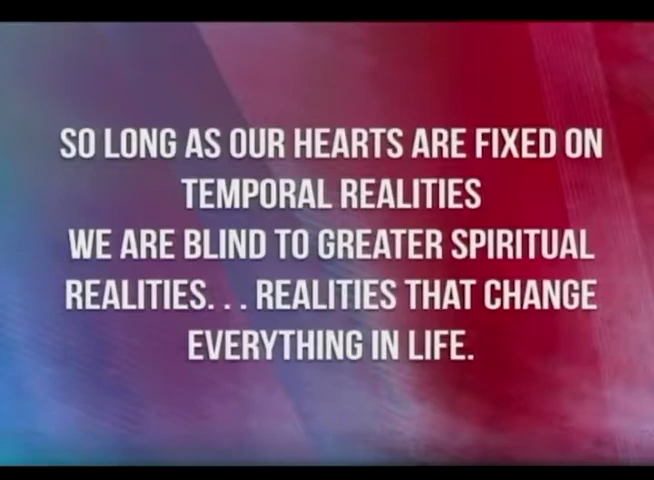 SO LONG AS OUR HEARTS ARE FIXED ON
TEMPORAL REALITIES
WE ARE BLIND TO GREATER SPIRITUAL
REALITIES. . . REALITIES THAT CHANGE
EVERYTHING IN LIFE.